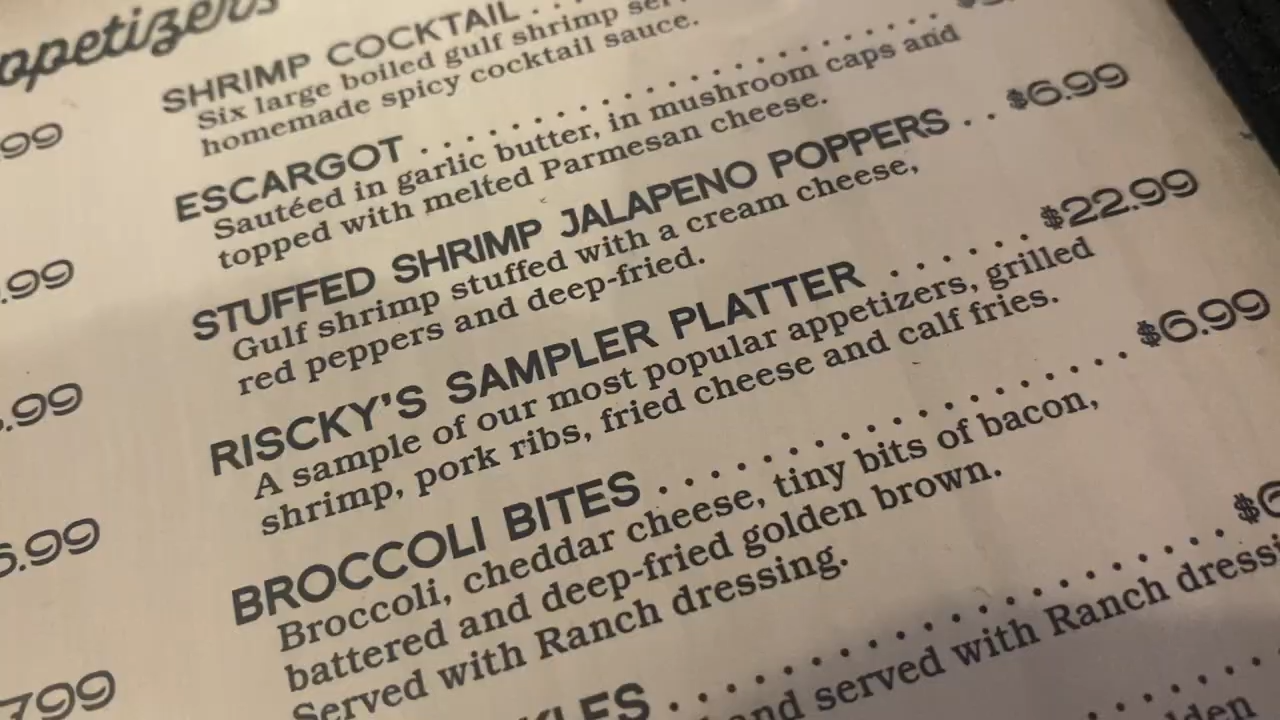 SHRIMP COCKTAIL . . .
Six large boiled gulf shrimp
homemade spicy cocktail sauce.
ESCARGOT
Sautéed in garlic butter, in mushroom caps and
topped with melted Parmesan cheese.
STUFFED SHRIMP JALAPENO POPPERS . . $6.99
Gulf shrimp stuffed with a cream cheese,
red peppers and deep-fried.
RISCKY'S SAMPLER PLATTER . . . . . . $22.99
A sample of our most popular appetizers, grilled
shrimp, pork ribs, fried cheese and calf fries.
BROCCOLI BITES . . . . . . . . . . . . . . . . . . . . $6.99
Broccoli, cheddar cheese, tiny bits of bacon,
battered and deep-fried golden brown.
Served with Ranch dressing.
and served with Ranch
.99
.99
.99
.99
799